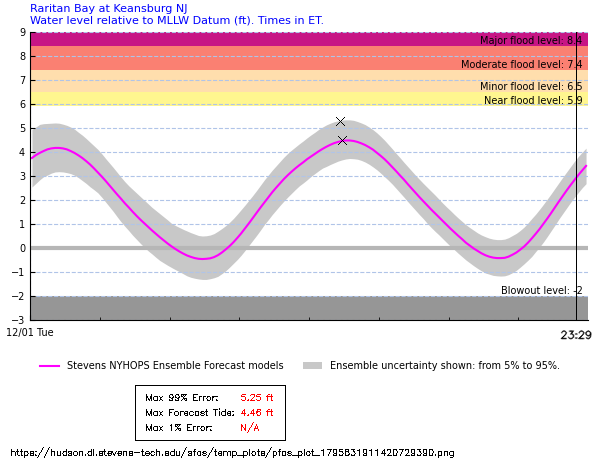 Raritan Bay at Keansburg NJ
Water level relative to MLLW Datum (ft). Times in ET.
9
Major flood level: 8.4
8
Moderate flood level: 7.4
7
Minor flood level: 6.5
Near flood level: 5.9
6
5
4
3
2
1
0
−1
Blowout level: -2
−2
−3
12/01 Tue
23:29
Stevens NYHOPS Ensemble Forecast models
Ensemble uncertainty shown: from 5% to 95%.
Max 99% Error: 5.25 ft
Max Forecast Tide: 4.46 ft
Max 1% Error: N/A
https://hudson.dl.stevens-tech.edu/sfas/temp_plots/pfas_plot_1795831911420729390.png